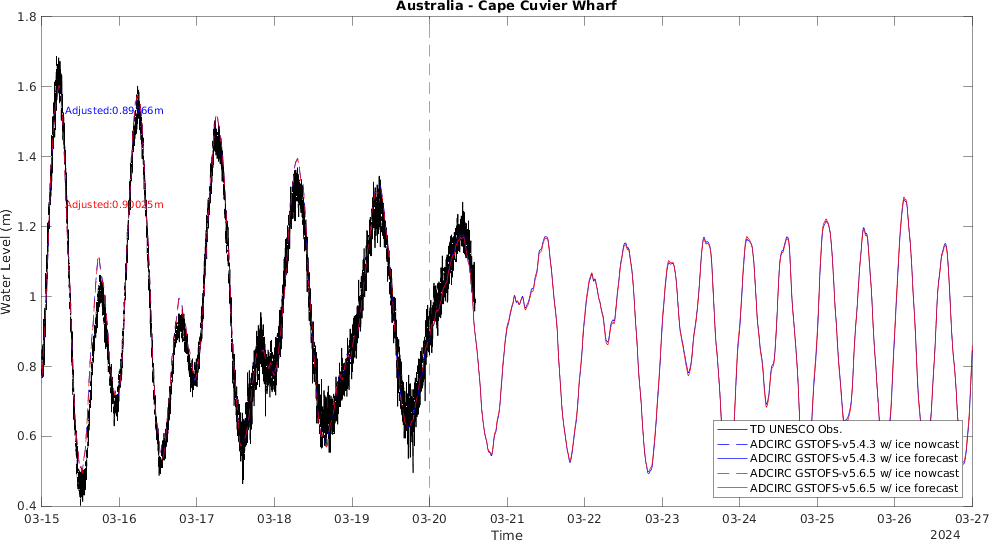 Australia - Cape Cuvier Wharf
1.8
1.6
1.4
1.2
1
0.8
0.6
0.4
Water Level (m)
Adjusted:0.90025m
TD UNESCO Obs.
ADCIRC GSTOFS-v5.4.3 w/ ice nowcast
ADCIRC GSTOFS-v5.4.3 w/ ice forecast
ADCIRC GSTOFS-v5.6.5 w/ ice nowcast
ADCIRC GSTOFS-v5.6.5 w/ ice forecast
03-15 03-16 03-17 03-18 03-19 03-20 03-21 03-22 03-23 03-24 03-25 03-26 03-27
Time
2024